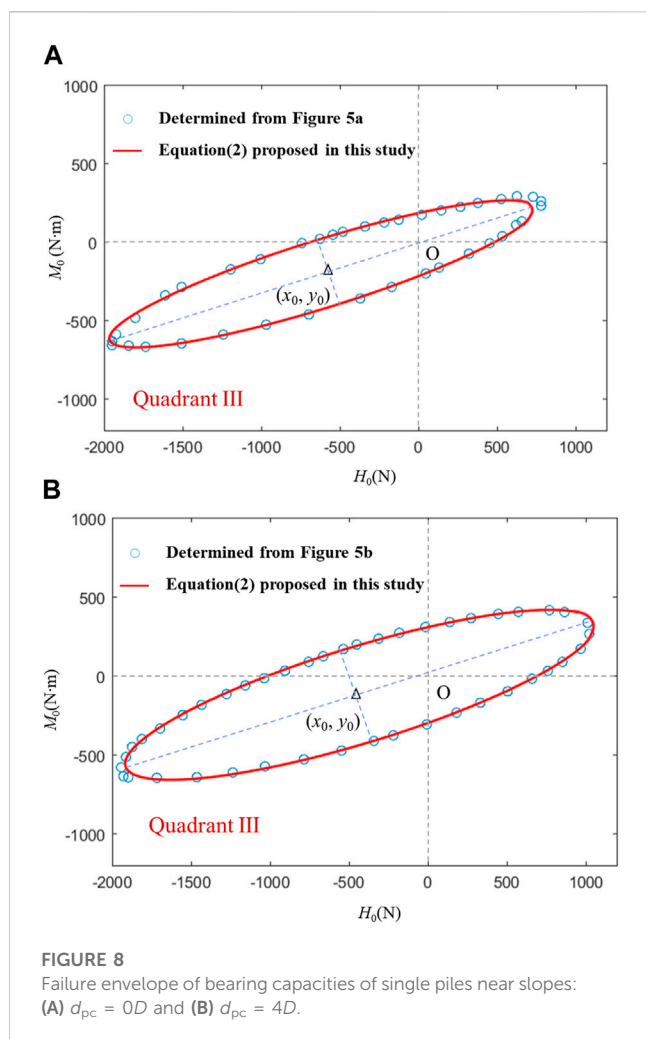 A
1000
Determined from Figure 5a
Equation(2) proposed in this study
500
M0 (N·m)
0
O
(x0, y0)
-500
Quadrant III
-1000
-2000 -1500 -1000 -500 0 500 1000
H0(N)
B
1000
Determined from Figure 5b
Equation(2) proposed in this study
500
M0(N·m)
0
O
(x0, y0)
-500
Quadrant III
-1000
-2000 -1500 -1000 -500 0 500 1000
H0(N)
FIGURE 8
Failure envelope of bearing capacities of single piles near slopes:
(A) dpc = 0D and (B) dpc = 4D.